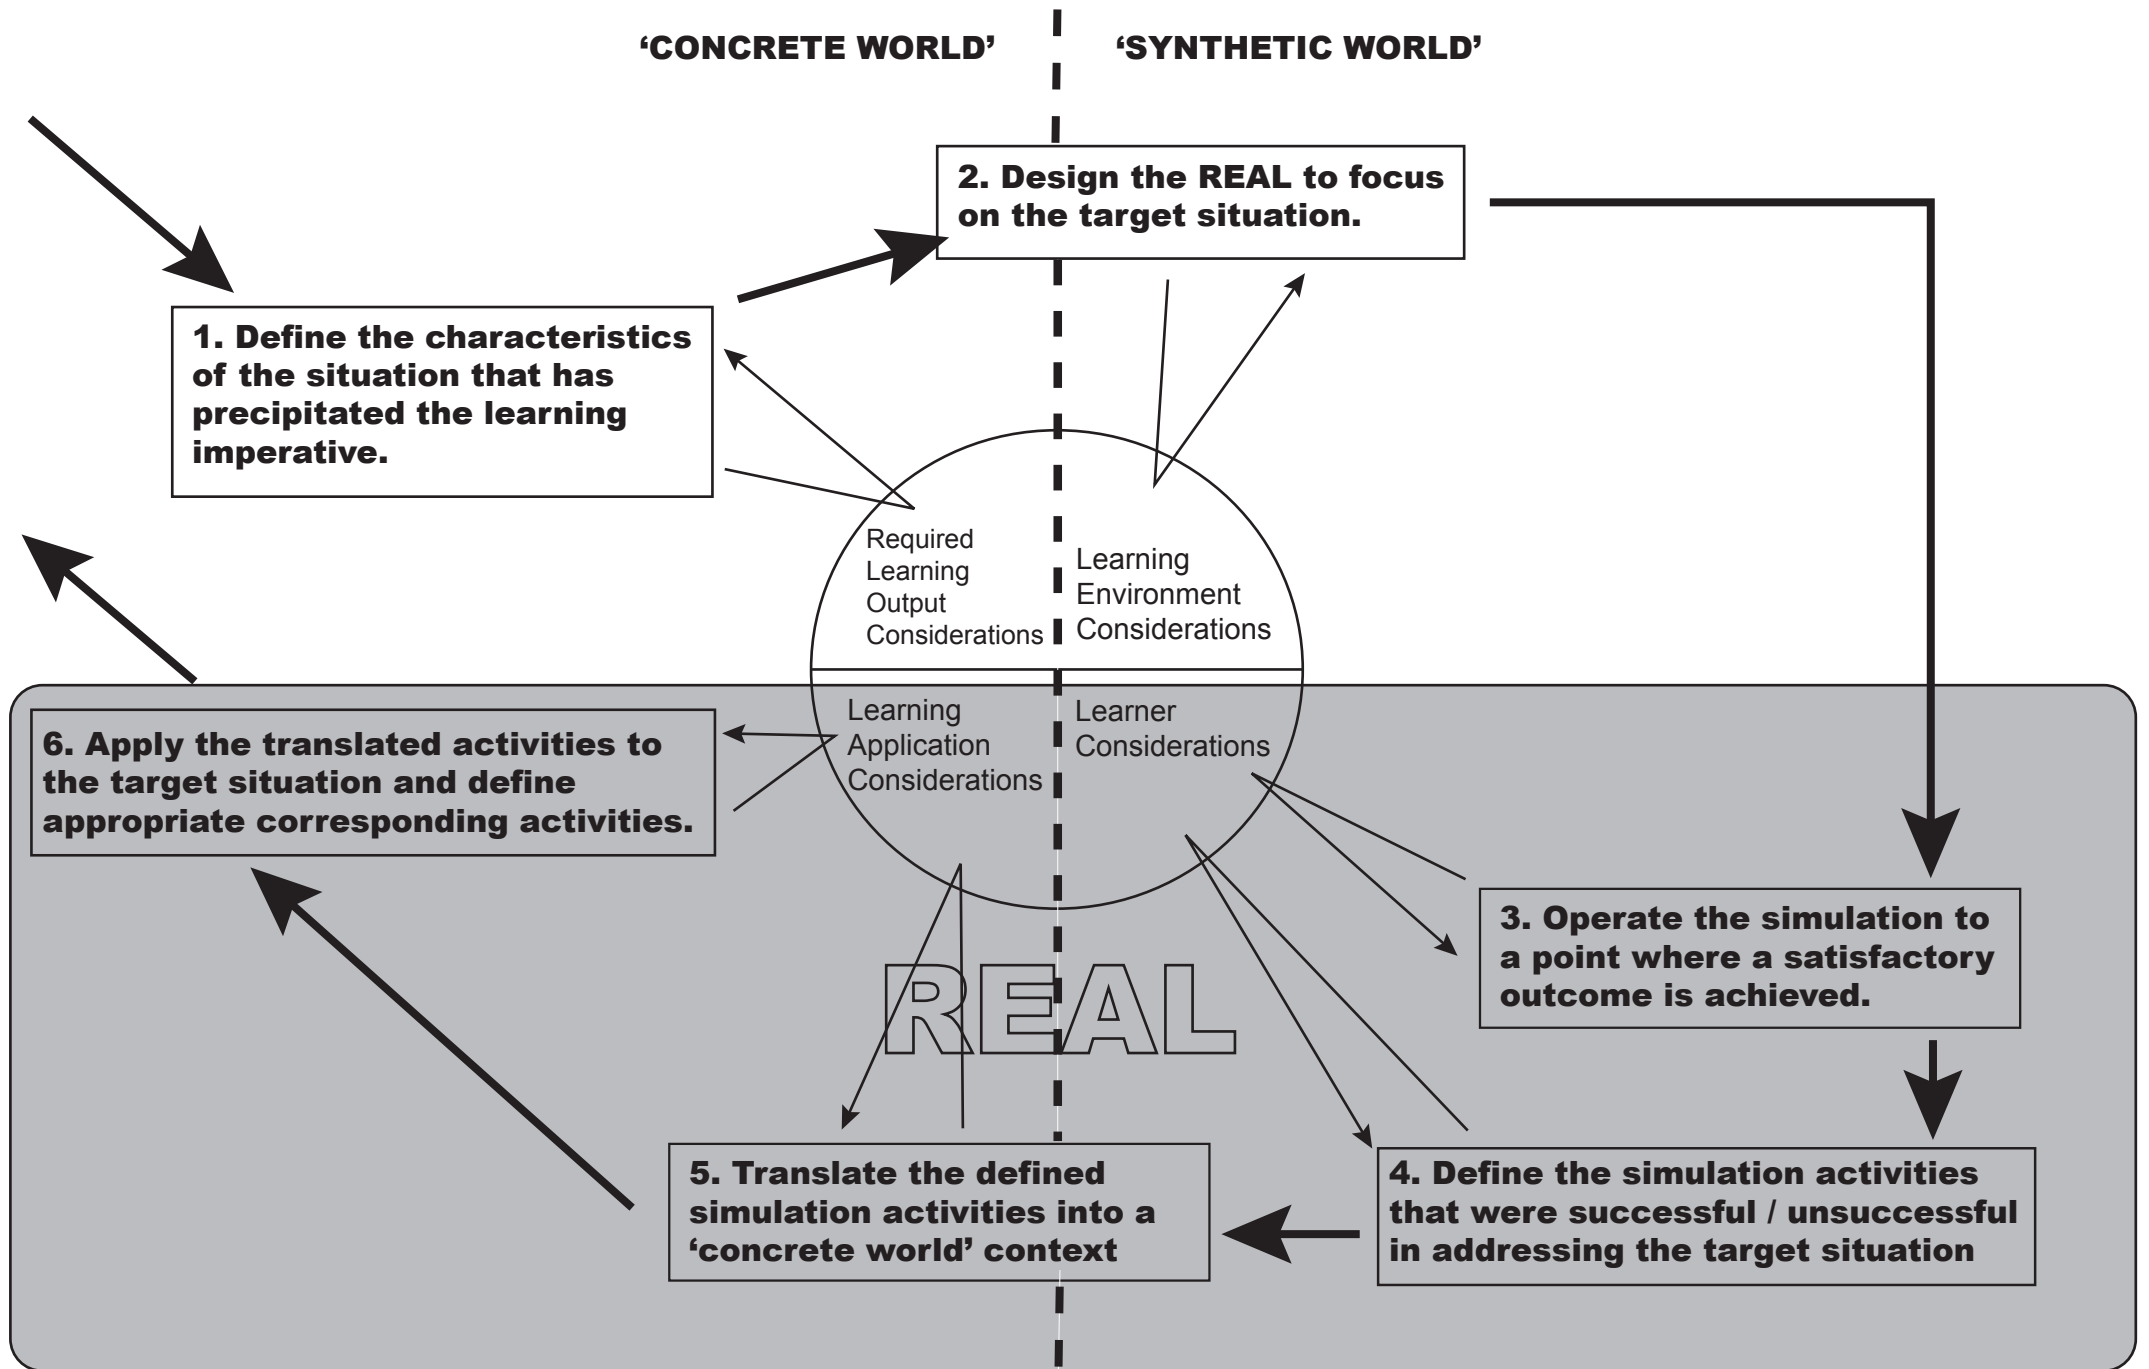 ‘CONCRETE WORLD’
‘SYNTHETIC WORLD’
2. Design the REAL to focus
on the target situation.
1. Define the characteristics
of the situation that has
precipitated the learning
imperative.
Required
Learning
Output
Considerations
Learning
Environment
Considerations
Learning
Application
Considerations
Learner
Considerations
6. Apply the translated activities to
the target situation and define
appropriate corresponding activities.
3. Operate the simulation to
a point where a satisfactory
outcome is achieved.
REAL
5. Translate the defined
simulation activities into a
‘concrete world’ context
4. Define the simulation activities
that were successful / unsuccessful
in addressing the target situation